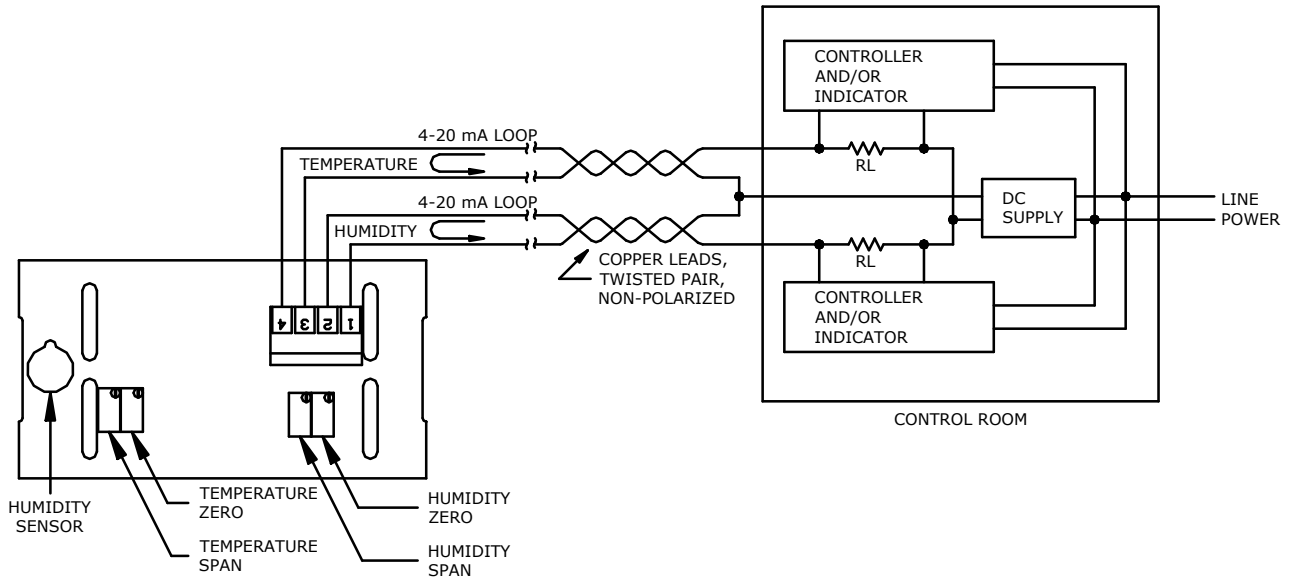 CONTROLLER
AND/OR
INDICATOR
4-20 mA LOOP
TEMPERATURE
RL
4-20 mA LOOP
DC
SUPPLY
LINE
POWER
HUMIDITY
COPPER LEADS,
TWISTED PAIR,
NON-POLARIZED
RL
CONTROLLER
AND/OR
INDICATOR
4 3 2 1
CONTROL ROOM
HUMIDITY
SENSOR
TEMPERATURE
ZERO
HUMIDITY
ZERO
TEMPERATURE
SPAN
HUMIDITY
SPAN